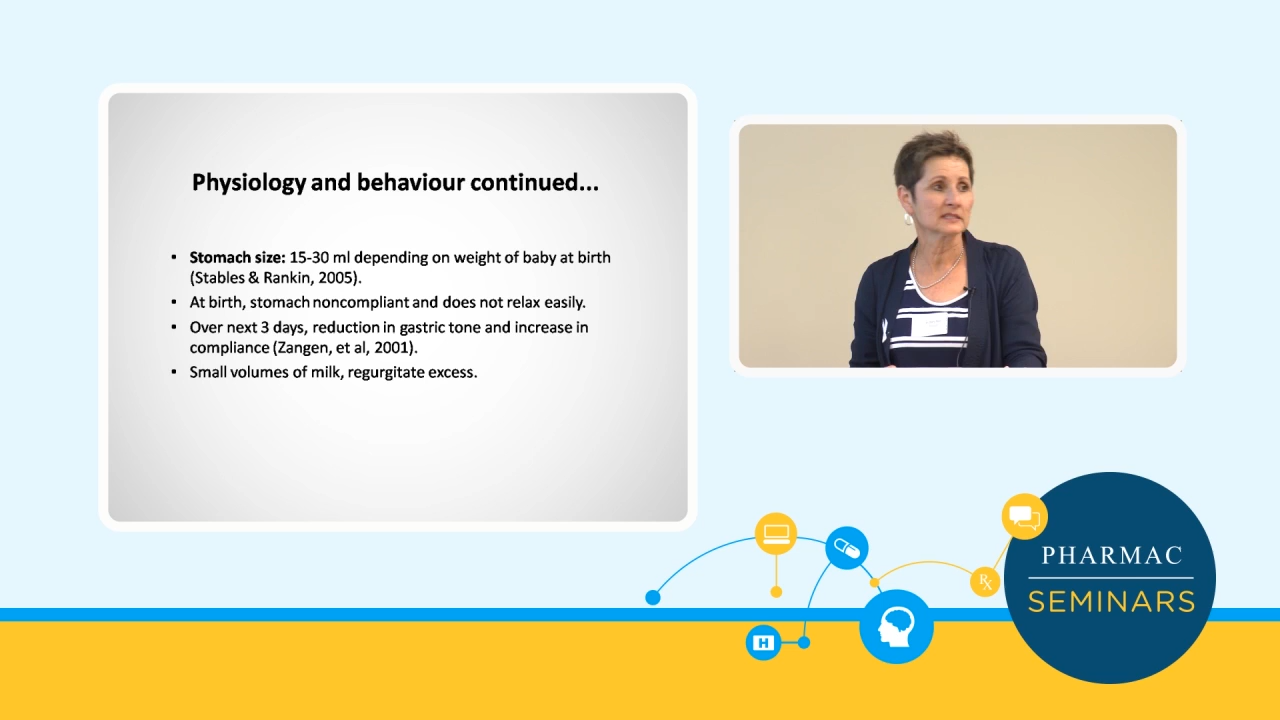 Physiology and behaviour continued...
• Stomach size: 15-30 ml depending on weight of baby at birth
(Stables & Rankin, 2005).
• At birth, stomach noncompliant and does not relax easily.
• Over next 3 days, reduction in gastric tone and increase in
compliance (Zangen, et al, 2001).
• Small volumes of milk, regurgitate excess.
H
Rx
PHARMAC
SEMINARS